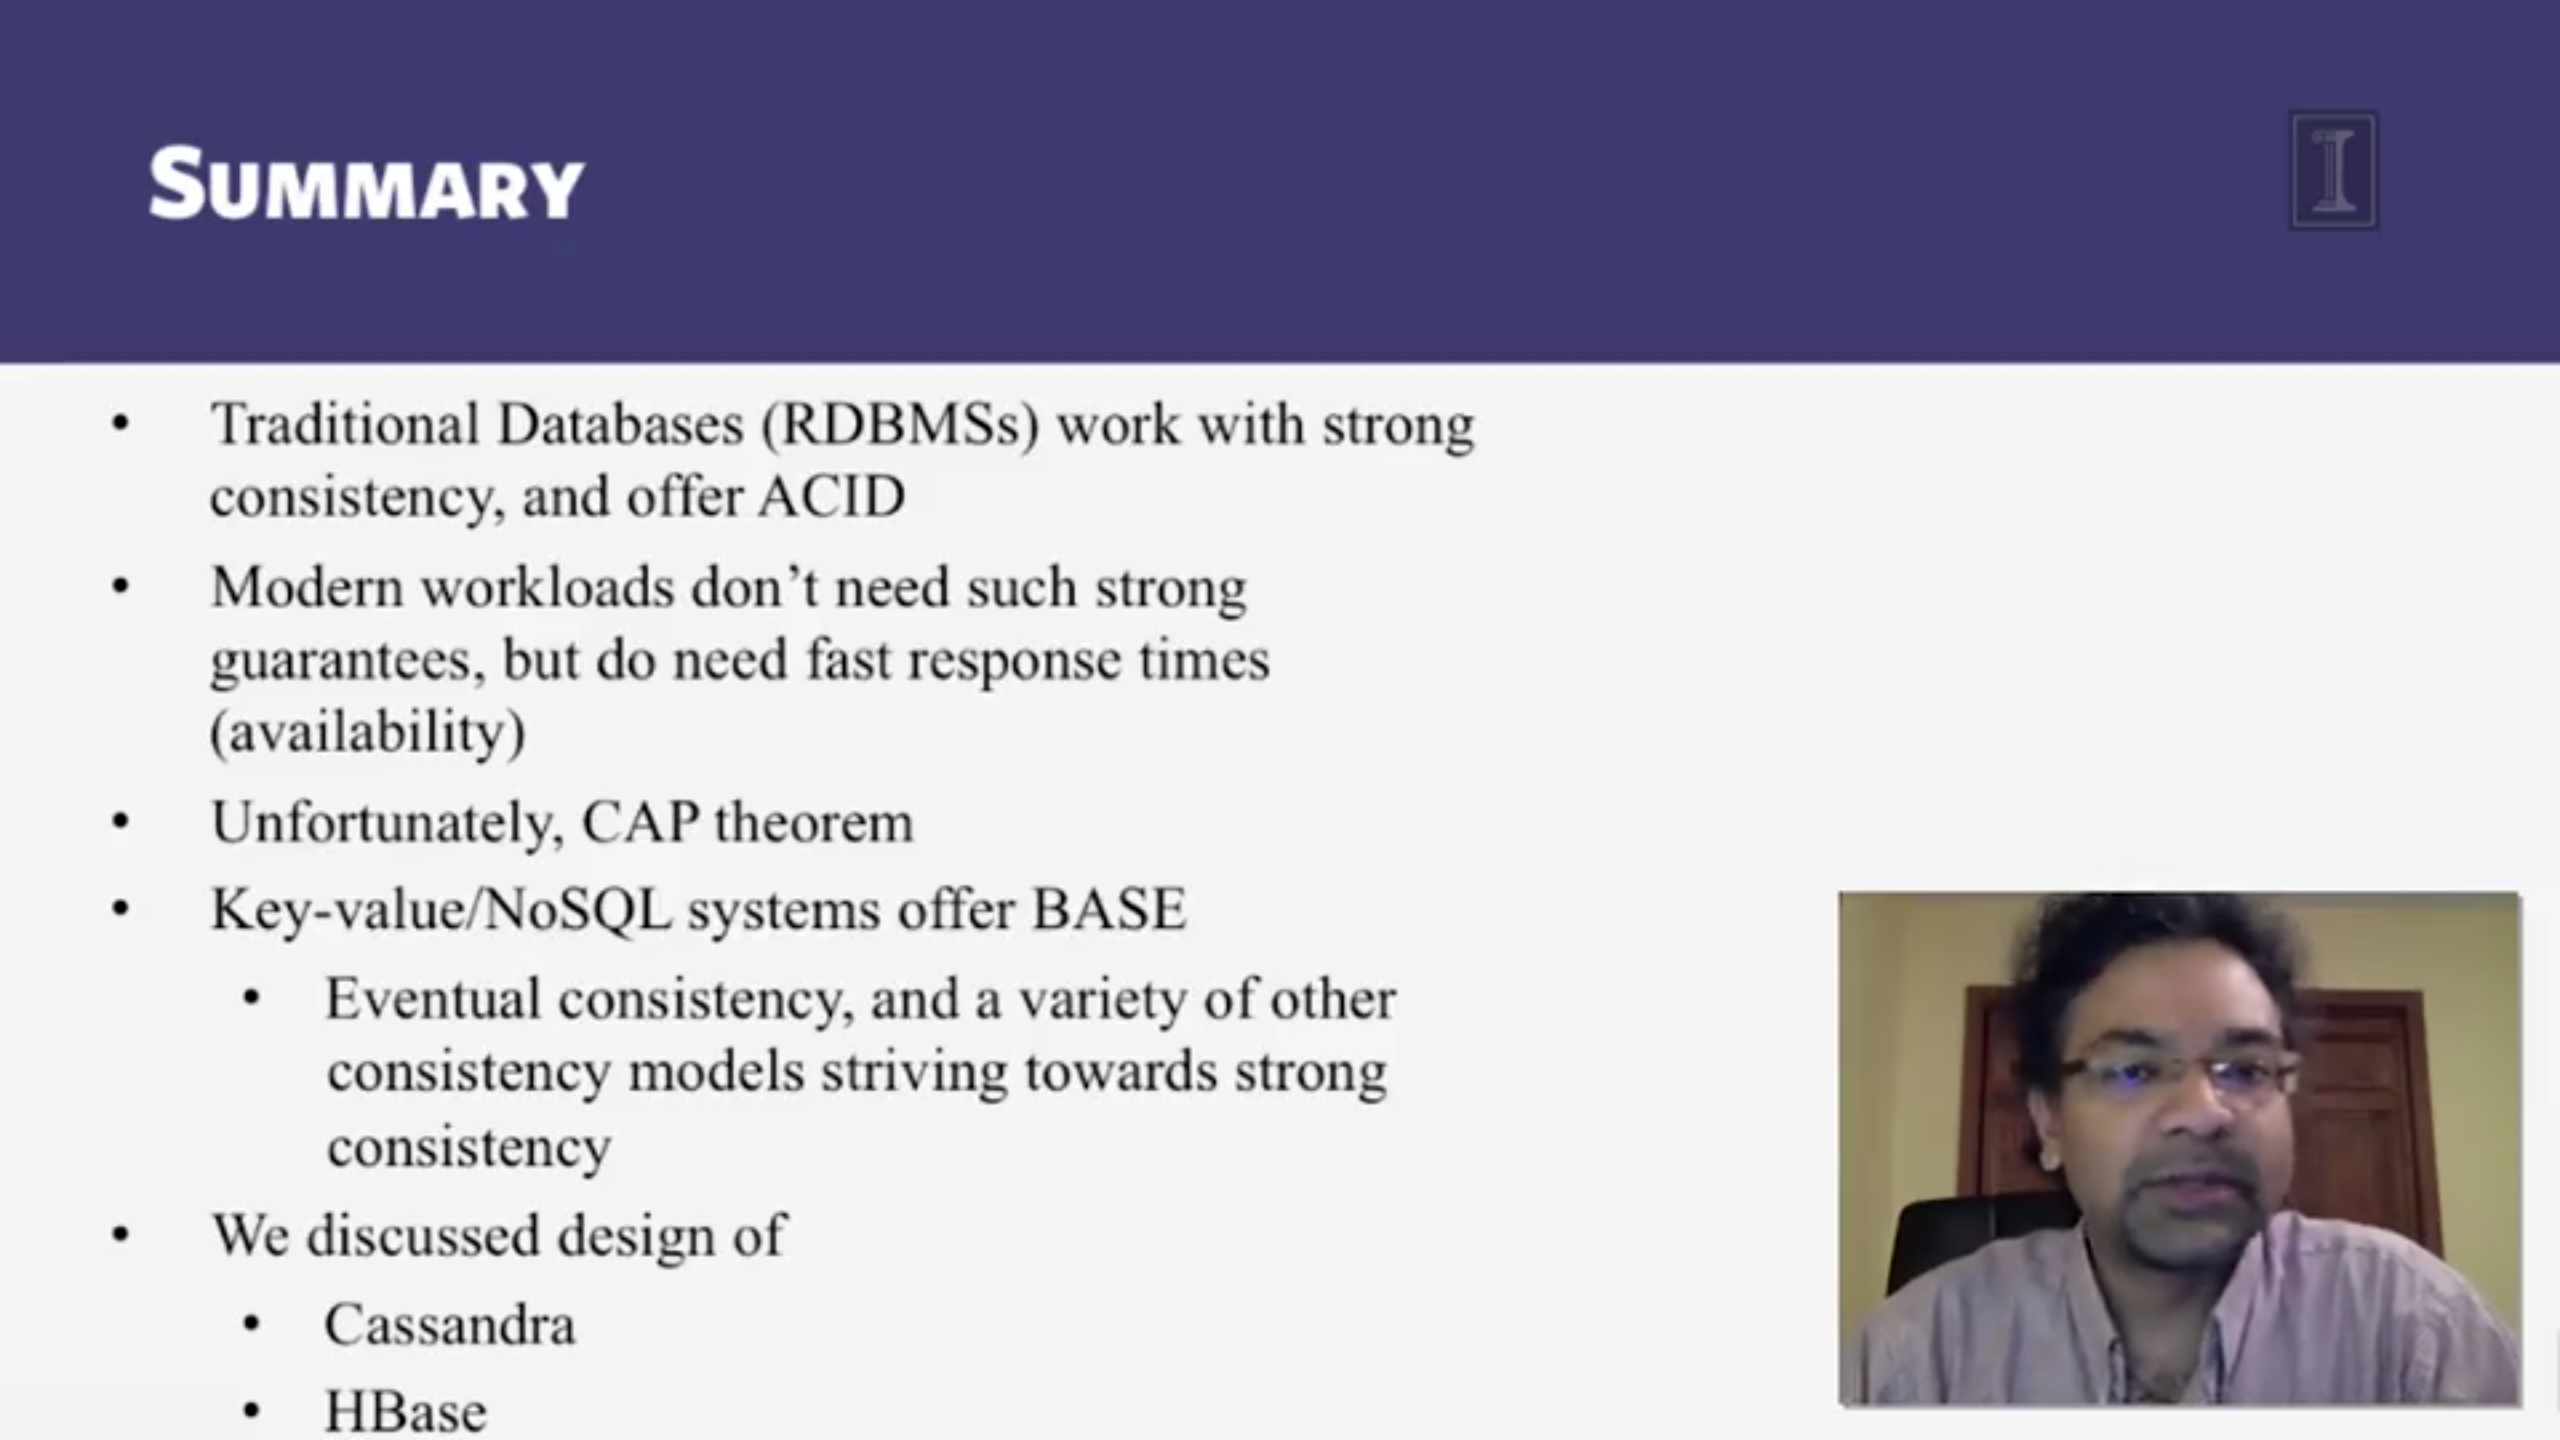 SUMMARY
I
• Traditional Databases (RDBMSs) work with strong
consistency, and offer ACID
• Modern workloads don’t need such strong
guarantees, but do need fast response times
(availability)
• Unfortunately, CAP theorem
• Key-value/NoSQL systems offer BASE
• Eventual consistency, and a variety of other
consistency models striving towards strong
consistency
• We discussed design of
• Cassandra
• HBase